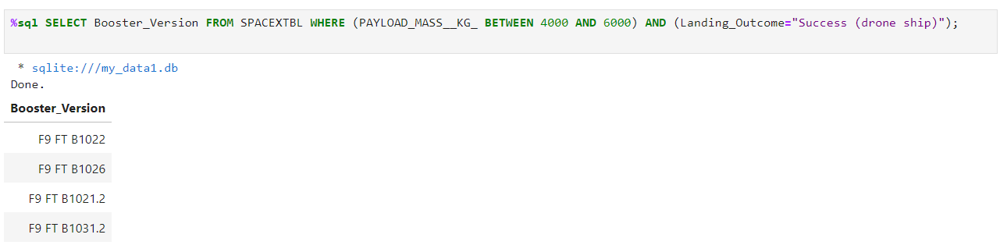 %sql SELECT Booster_Version FROM SPACEXTBL WHERE (PAYLOAD_MASS__KG_ BETWEEN 4000 AND 6000) AND (Landing_Outcome="Success (drone ship)");
* sqlite:///my_data1.db
Done.
Booster_Version
F9 FT B1022
F9 FT B1026
F9 FT B1021.2
F9 FT B1031.2